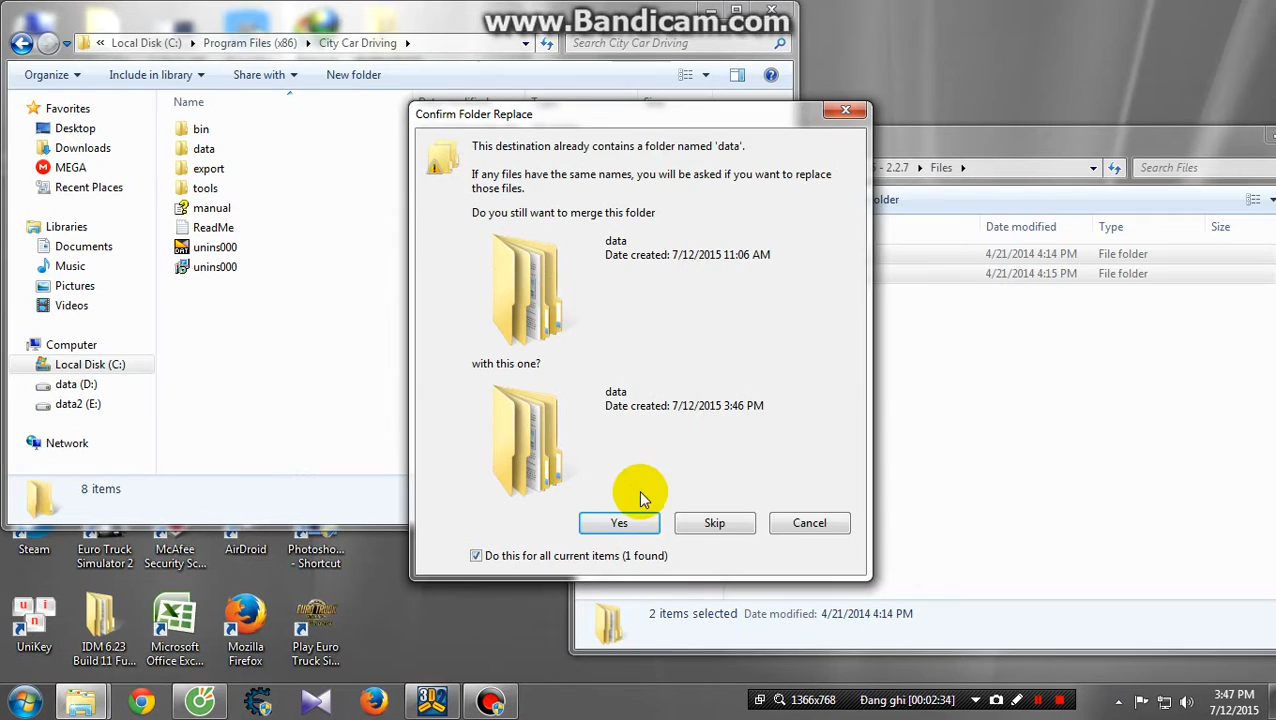 www.Bandicam.com
« Local Disk (C:) ▸ Program Files (x86) ▸ City Car Driving ▸
Search City Car Driving
Organize
Include in library
Share with
New folder
Favorites
Desktop
Downloads
MEGA
Recent Places
Libraries
Documents
Music
Pictures
Videos
Computer
Local Disk (C:)
data (D:)
data2 (E:)
Network
Name
bin
data
export
tools
manual
ReadMe
unins000
unins000
8 items
Confirm Folder Replace
This destination already contains a folder named 'data'.
If any files have the same names, you will be asked if you want to replace
those files.
Do you still want to merge this folder
data
Date created: 7/12/2015 11:06 AM
with this one?
data
Date created: 7/12/2015 3:46 PM
Yes
Skip
Cancel
Do this for all current items (1 found)
- 2.2.7 ▸ Files ▸
Search Files
older
Date modified
Type
Size
4/21/2014 4:14 PM
File folder
4/21/2014 4:15 PM
File folder
2 items selected Date modified: 4/21/2014 4:14 PM
Steam
Euro Truck
Simulator 2
McAfee
Security Sc...
AirDroid
Photosho...
- Shortcut
UniKey
IDM 6.23
Build 11 Fu...
Microsoft
Office Exc...
Mozilla
Firefox
Play Euro
Truck Si...
1366x768
Đang ghi [00:02:34]
3:47 PM
7/12/2015